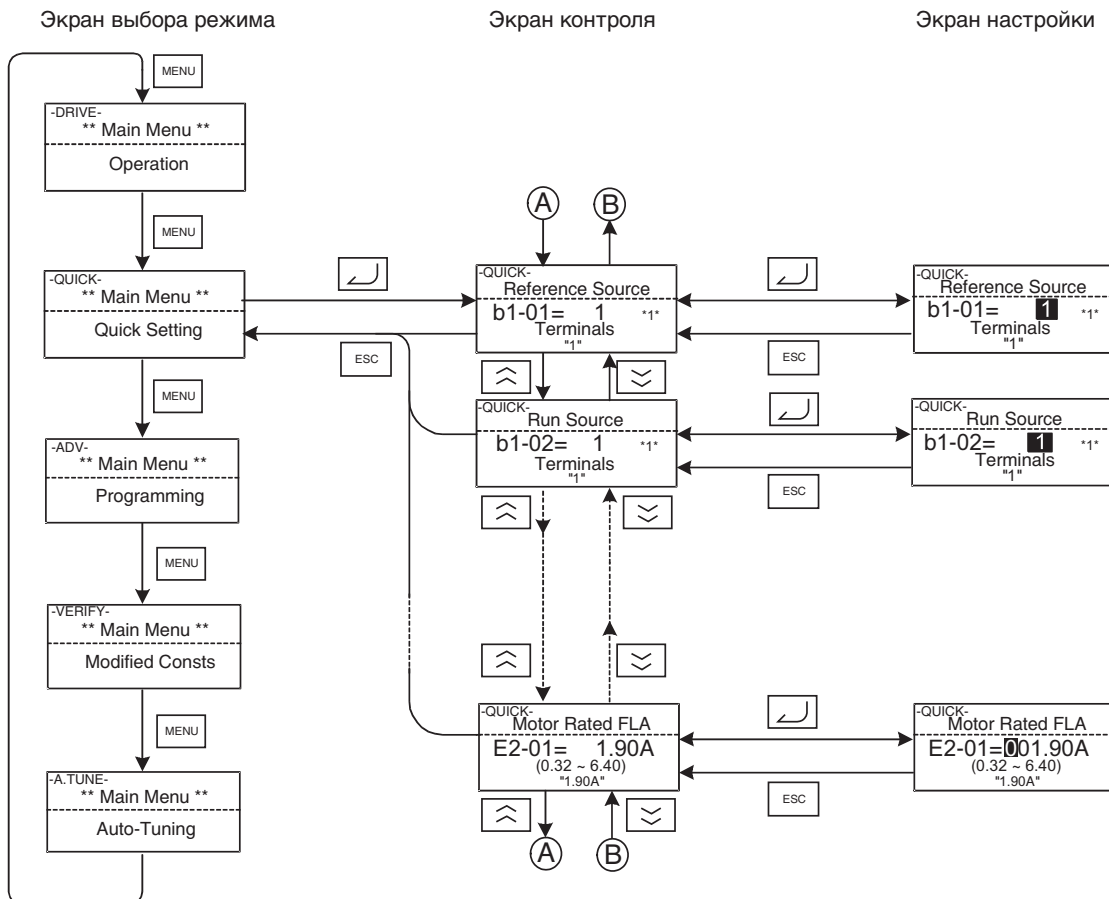 Экран выбора режима
Экран контроля
Экран настройки
MENU
-DRIVE-
** Main Menu **
Operation
MENU
-QUICK-
** Main Menu **
Quick Setting
MENU
-ADV-
** Main Menu **
Programming
MENU
-VERIFY-
** Main Menu **
Modified Consts
MENU
-A.TUNE-
** Main Menu **
Auto-Tuning
ESC
A
B
-QUICK-
Reference Source
b1-01= 1 *1*
Terminals
"1"
-QUICK-
Run Source
b1-02= 1 *1*
Terminals
"1"
-QUICK-
Motor Rated FLA
E2-01= 1.90A
(0.32 ~ 6.40)
"1.90A"
A
B
-QUICK-
Reference Source
b1-01= 1 *1*
Terminals
"1"
ESC
-QUICK-
Run Source
b1-02= 1 *1*
Terminals
"1"
ESC
-QUICK-
Motor Rated FLA
E2-01=001.90A
(0.32 ~ 6.40)
"1.90A"
ESC